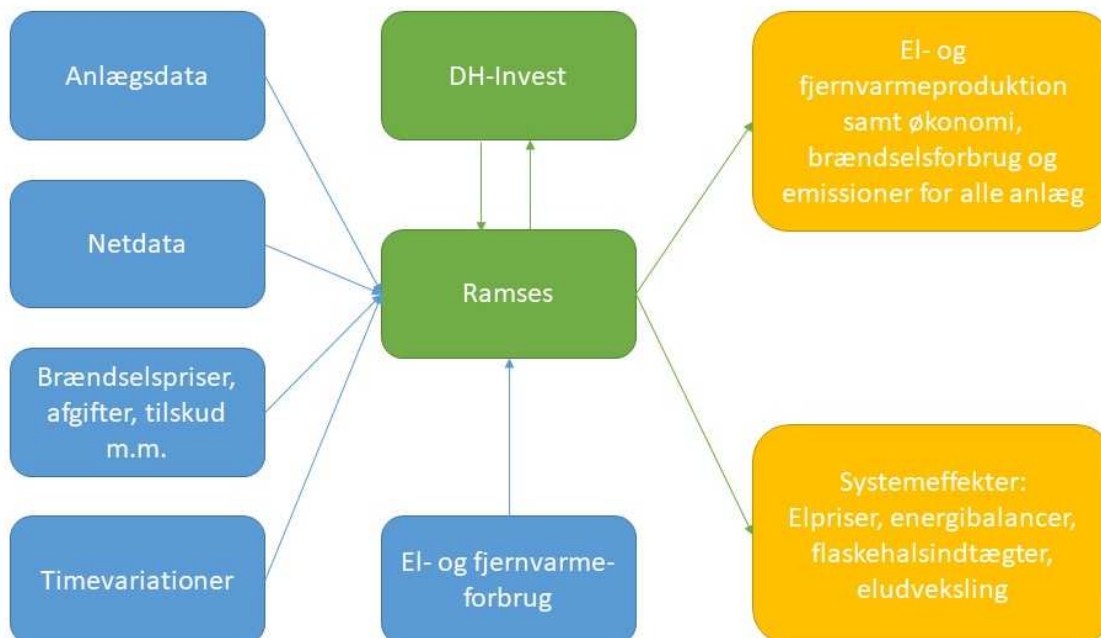 Anlægsdata
Netdata
Brændselspriser,
afgifter, tilskud
m.m.
Timevariationer
DH-Invest
Ramses
El- og fjernvarme-
forbrug
El- og
fjernvarmeproduktion
samt økonomi,
brændselsforbrug og
emissioner for alle anlæg
Systemeffekter:
Elpriser, energibalancer,
flaskehalsindtægter,
eludveksling